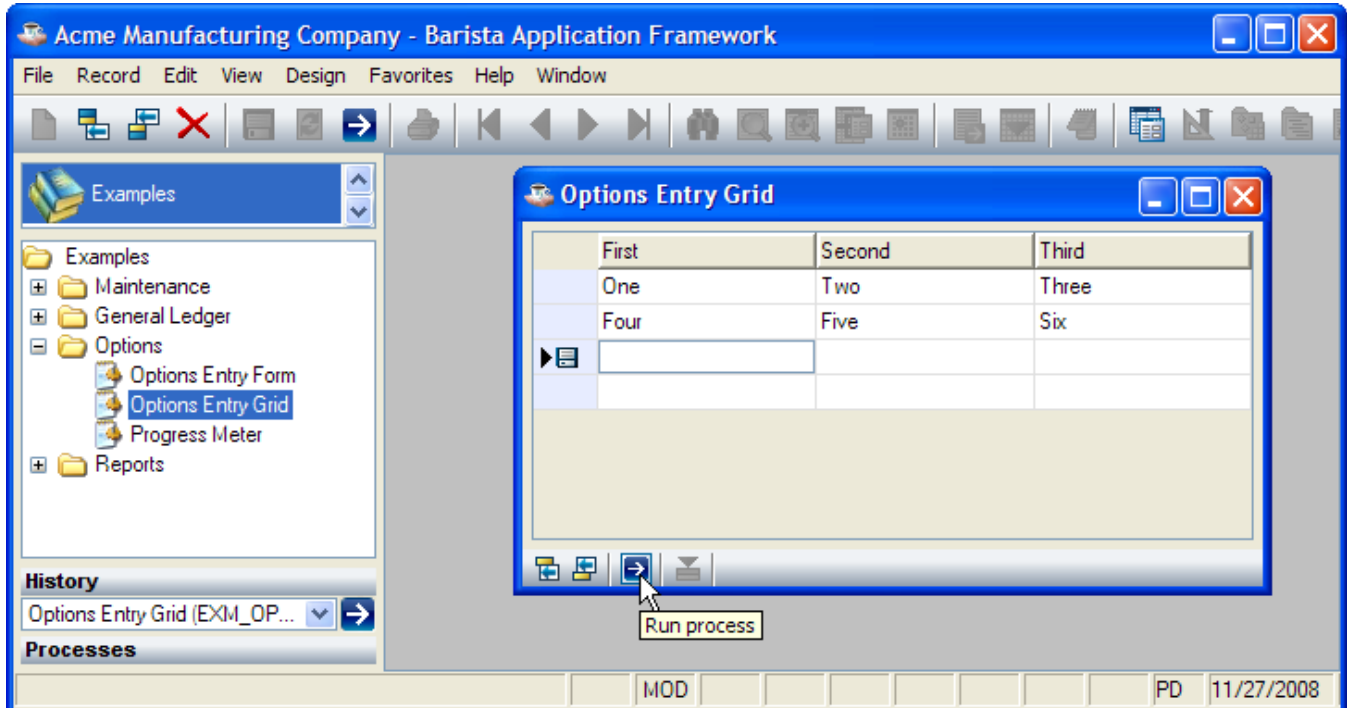 Acme Manufacturing Company - Barista Application Framework
File Record Edit View Design Favorites Help Window
Examples
Examples
Maintenance
General Ledger
Options
Options Entry Form
Options Entry Grid
Progress Meter
Reports
History
Options Entry Grid (EXM_OP...
Processes
Options Entry Grid
First Second Third
One Two Three
Four Five Six
Run process
MOD PD 11/27/2008